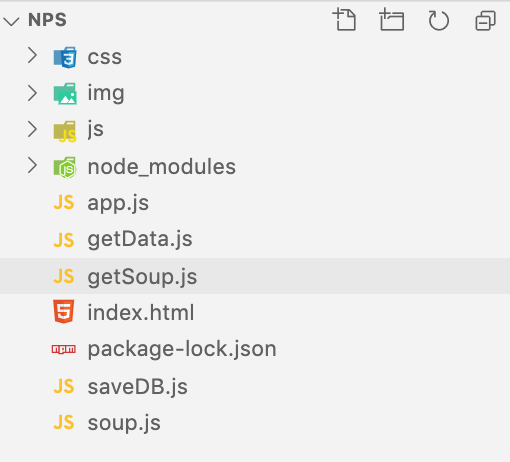 NPS
css
img
js
node_modules
JS app.js
JS getData.js
JS getSoup.js
index.html
npm package-lock.json
JS saveDB.js
JS soup.js